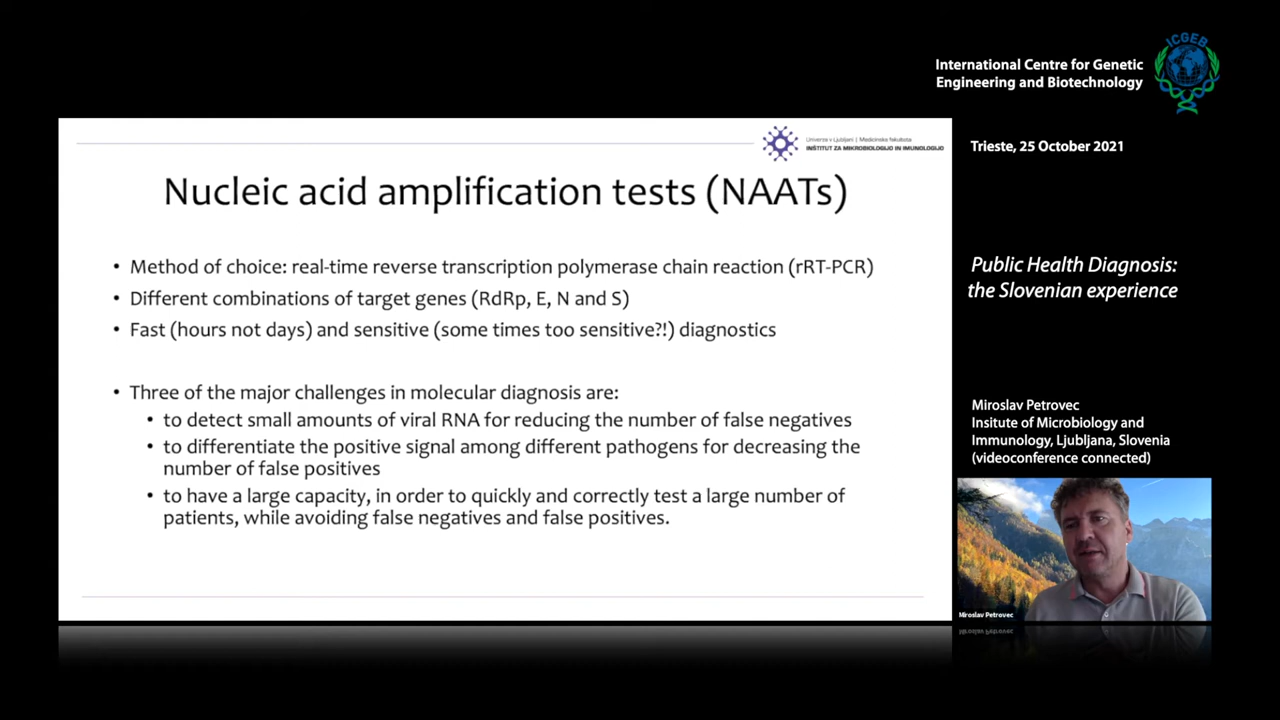 ICGEB
International Centre for Genetic
Engineering and Biotechnology
Univerza v Ljubljani | Medicinska fakulteta
INŠTITUT ZA MIKROBIOLOGIJO IN IMUNOLOGIJO
Trieste, 25 October 2021
Nucleic acid amplification tests (NAATs)
• Method of choice: real-time reverse transcription polymerase chain reaction (rRT-PCR)
• Different combinations of target genes (RdRp, E, N and S)
• Fast (hours not days) and sensitive (some times too sensitive?!) diagnostics
• Three of the major challenges in molecular diagnosis are:
• to detect small amounts of viral RNA for reducing the number of false negatives
• to differentiate the positive signal among different pathogens for decreasing the
number of false positives
• to have a large capacity, in order to quickly and correctly test a large number of
patients, while avoiding false negatives and false positives.
Public Health Diagnosis:
the Slovenian experience
Miroslav Petrovec
Insitute of Microbiology and
Immunology, Ljubljana, Slovenia
(videoconference connected)
Miroslav Petrovec